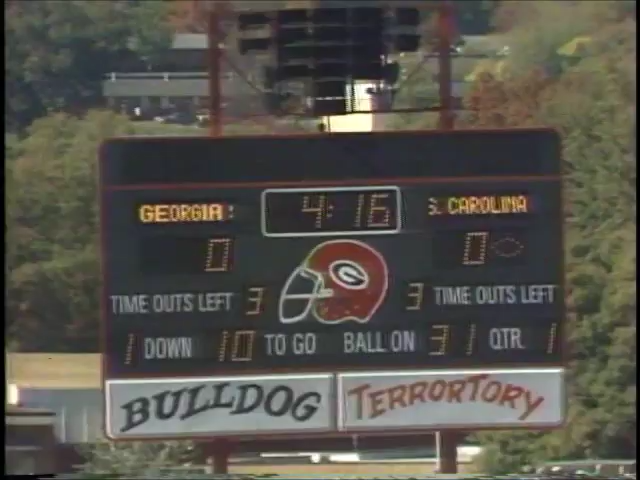 GEORGIA: 4:16 S. CAROLINA
0 0
TIME OUTS LEFT 3 G 3 TIME OUTS LEFT
1 DOWN 10 TO GO BALL ON 31 QTR. 1
BULLDOG TERRORTORY